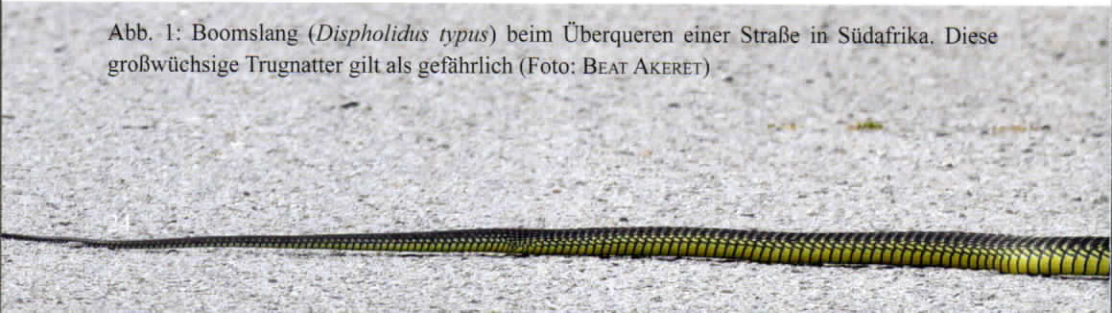 Abb. 1: Boomslang (Dispholidus typus) beim Überqueren einer Straße in Südafrika. Diese
großwüchsige Trugnatter gilt als gefährlich (Foto: BEAT AKERET)